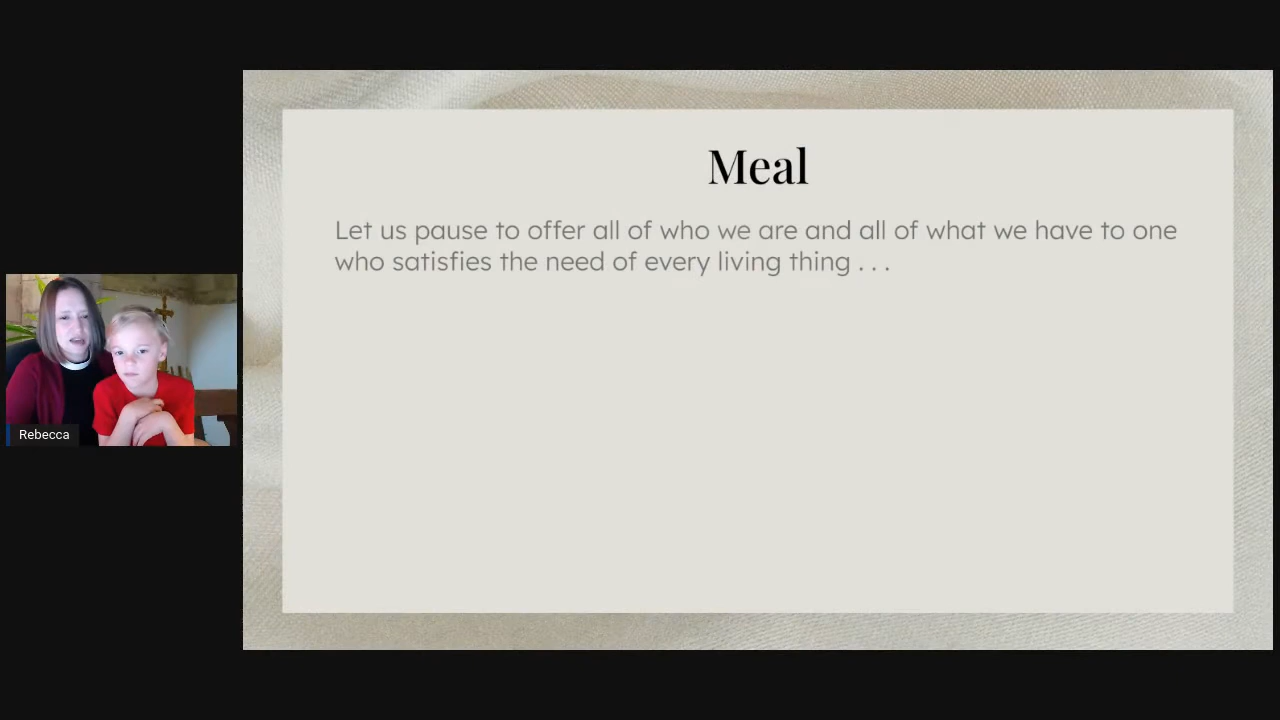 Meal
Let us pause to offer all of who we are and all of what we have to one
who satisfies the need of every living thing . . .
Rebecca